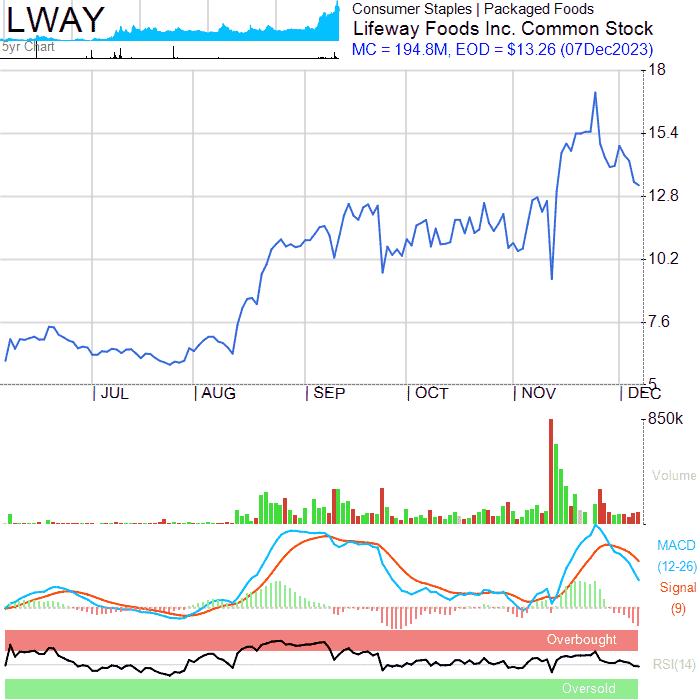 LWAY
5yr Chart
Consumer Staples | Packaged Foods
Lifeway Foods Inc. Common Stock
MC = 194.8M, EOD = $13.26 (07Dec2023)
18
15.4
12.8
10.2
7.6
5
JUL
AUG
SEP
OCT
NOV
DEC
850k
Volume
MACD
(12-26)
Signal
(9)
Overbought
RSI(14)
Oversold